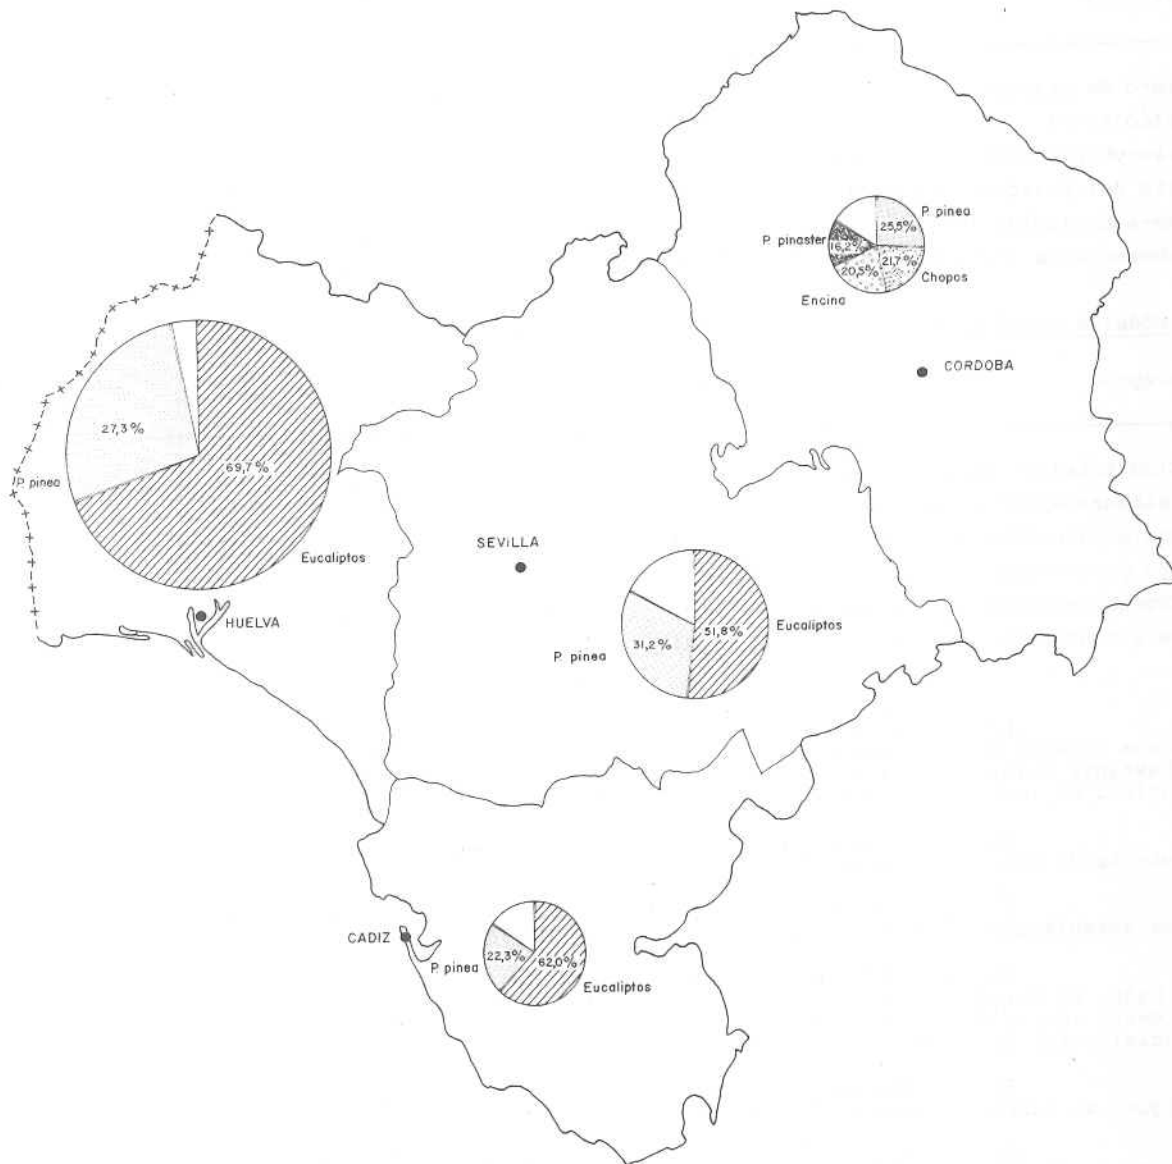 P. pinea
25,5%
P. pinaster
16,2%
21,7%
20,5%
Chopos
Encina
CORDOBA
27,3%
69,7%
P. pinea
Eucaliptos
SEVILLA
HUELVA
51,8%
Eucaliptos
31,2%
P. pinea
CADIZ
22,3%
62,0%
P. pinea
Eucaliptos